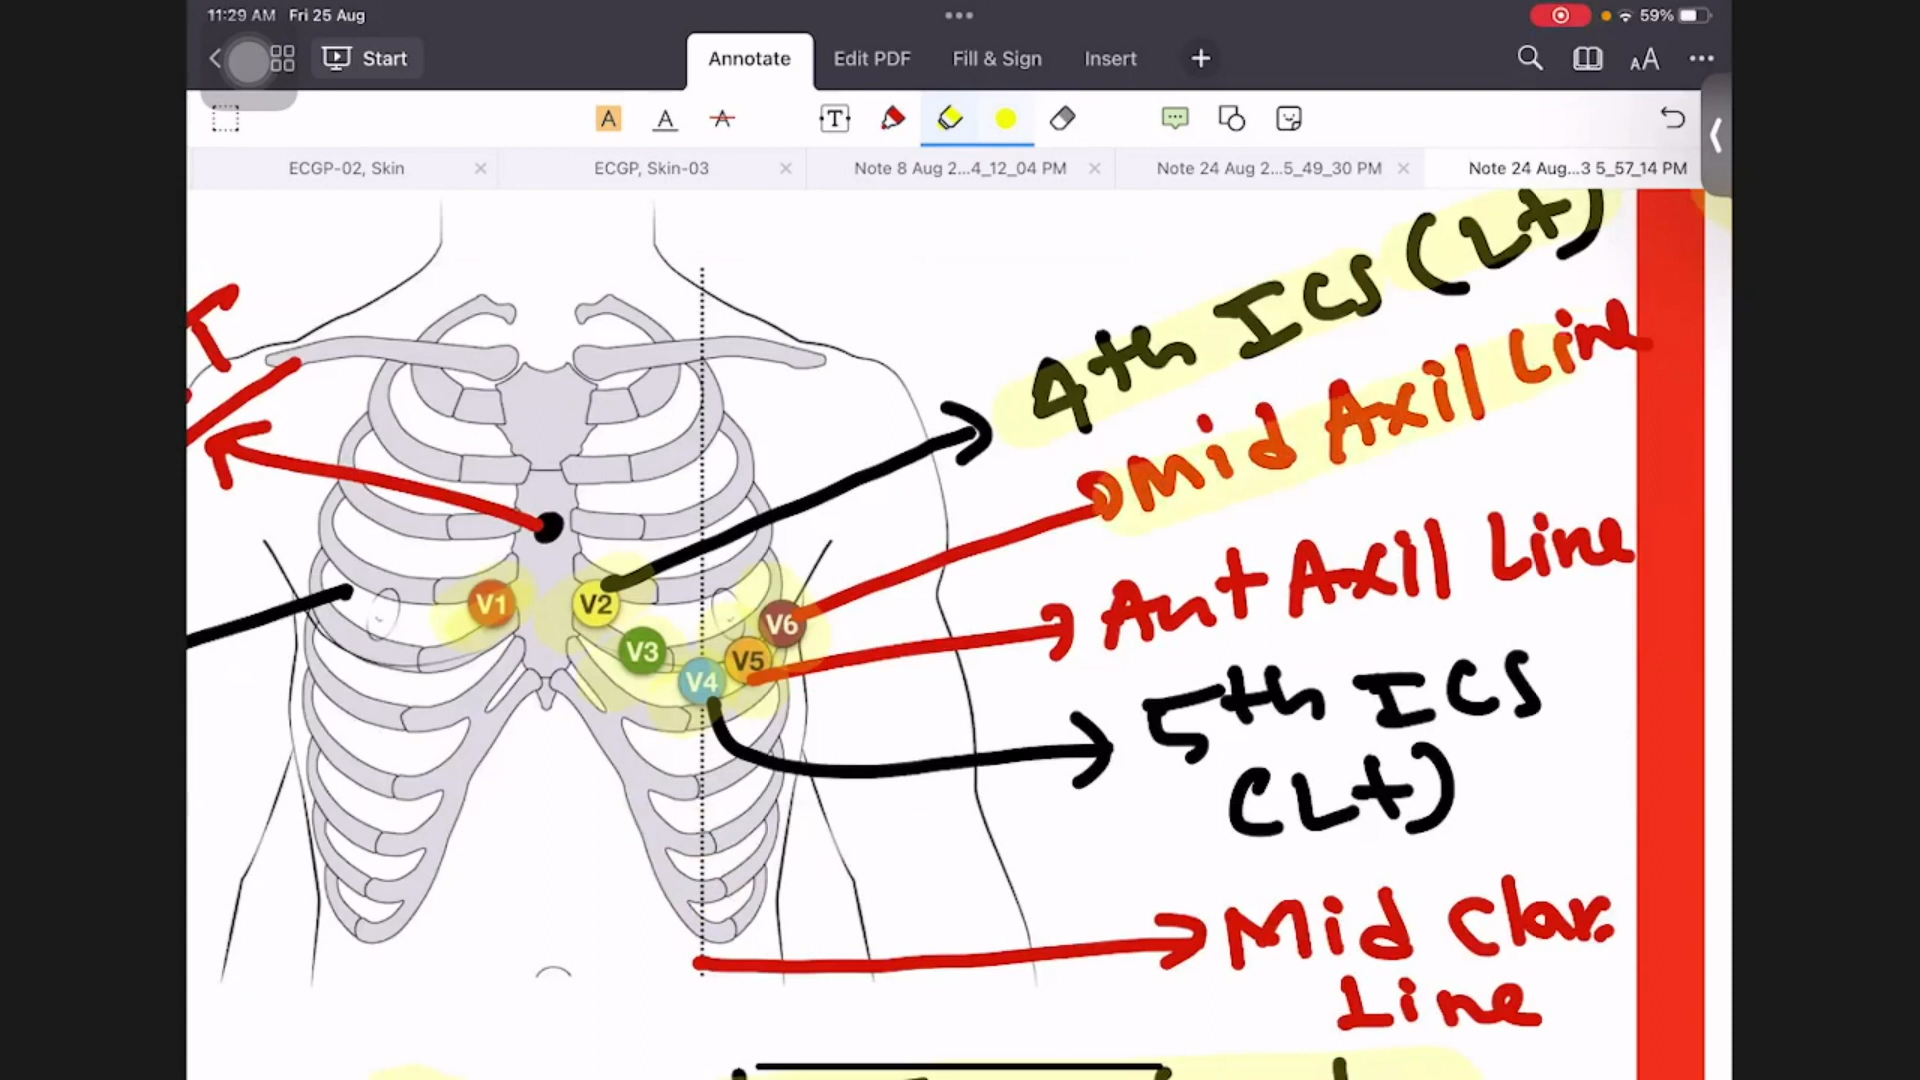 11:29 AM Fri 25 Aug
59%
Start
Annotate
Edit PDF
Fill & Sign
Insert
ECGP-02, Skin
ECGP, Skin-03
Note 8 Aug 2...4_12_04 PM
Note 24 Aug 2...5_49_30 PM
Note 24 Aug...3 5_57_14 PM
4th ICS (Lt)
Mid Axil Line
Ant Axil Line
V1
V2
V3
V4
V5
V6
5th ICS
(Lt)
Mid Clav.
Line